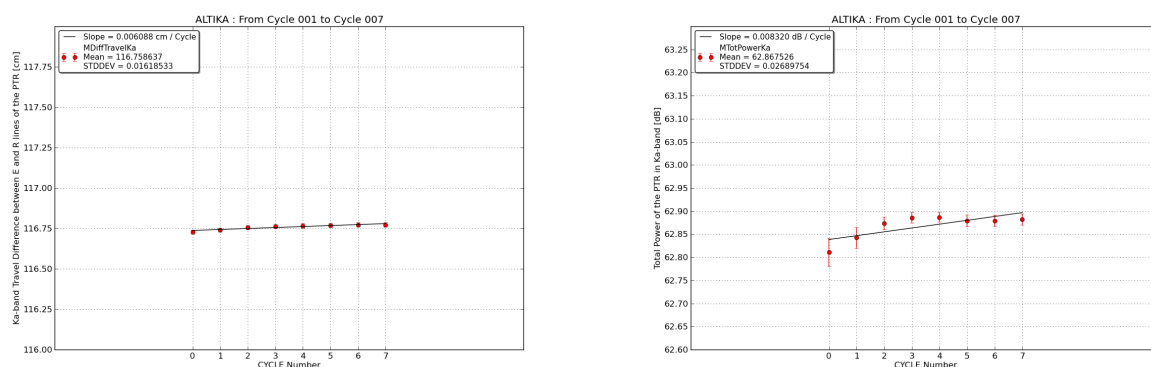 ALTIKA : From Cycle 001 to Cycle 007
Slope = 0.006088 cm / Cycle
MDiffTravelKa
Mean = 116.758637
STDDEV = 0.01618533
Ka-band Travel Difference between E and R lines of the PTR [cm]
117.75
117.50
117.25
117.00
116.75
116.50
116.25
116.00
0 1 2 3 4 5 6 7
CYCLE Number
ALTIKA : From Cycle 001 to Cycle 007
Slope = 0.008320 dB / Cycle
MTotPowerKa
Mean = 62.867526
STDDEV = 0.02689754
Total Power of the PTR in Ka-band [dB]
63.25
63.20
63.15
63.10
63.05
63.00
62.95
62.90
62.85
62.80
62.75
62.70
62.65
62.60
0 1 2 3 4 5 6 7
CYCLE Number